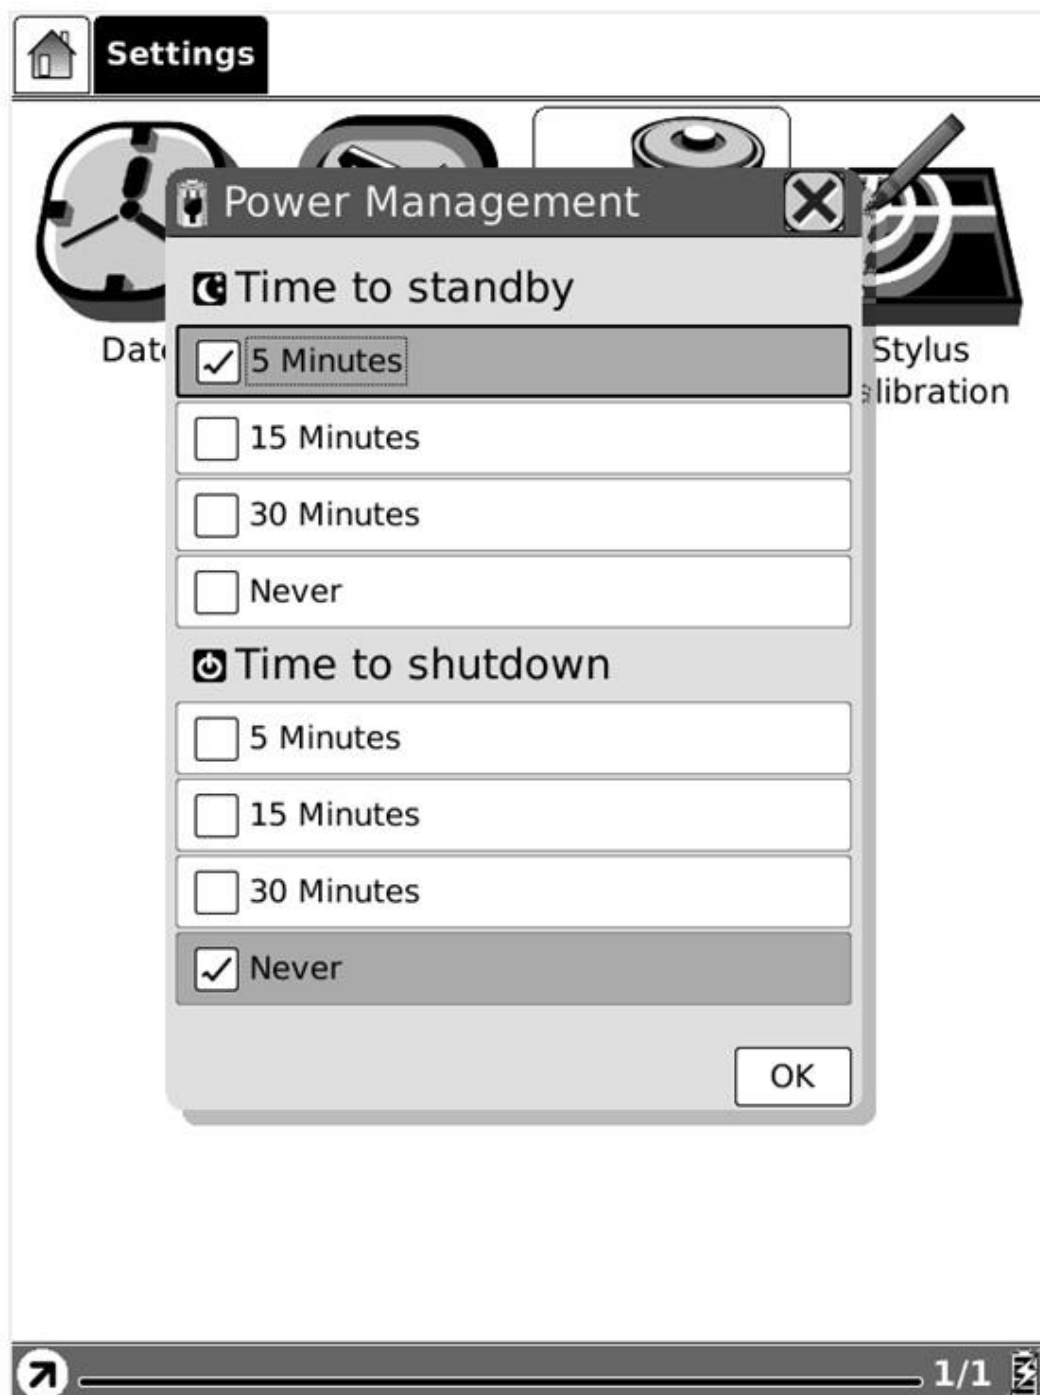 Settings
Power Management
Time to standby
5 Minutes
15 Minutes
30 Minutes
Never
Time to shutdown
5 Minutes
15 Minutes
30 Minutes
Never
OK
Stylus
1/1